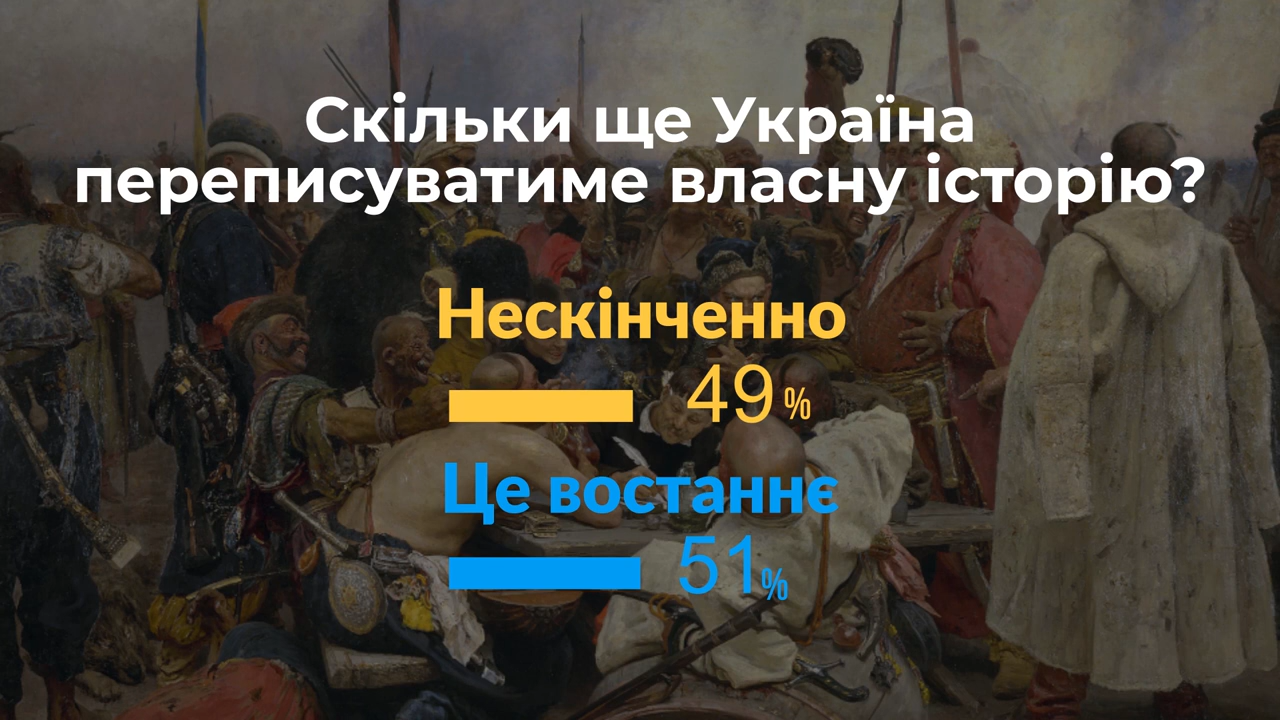 Скільки ще Україна
переписуватиме власну історію?
Нескінченно
49 %
Це востаннє
51 %